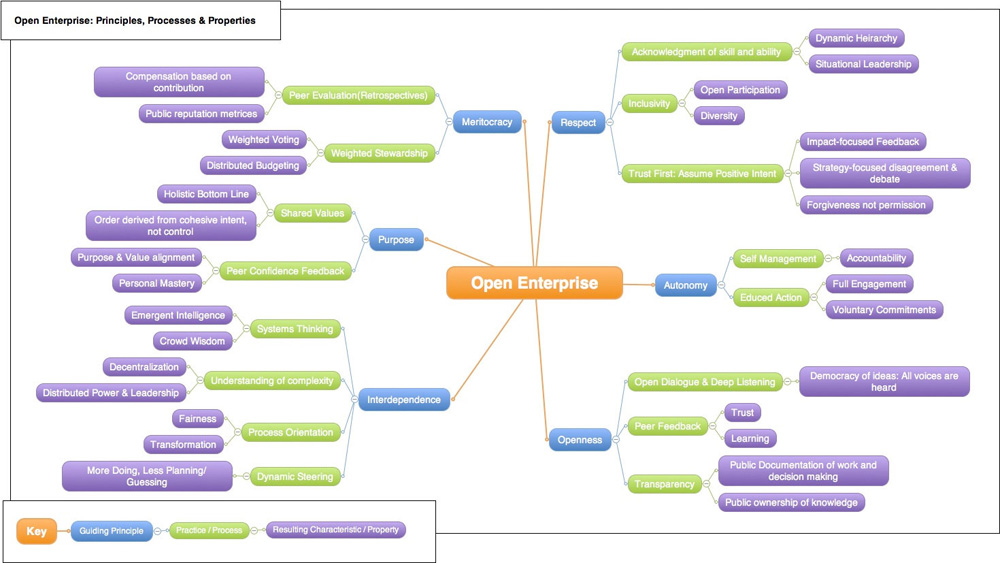 Open Enterprise: Principles, Processes & Properties
Open Enterprise
Meritocracy
Peer Evaluation(Retrospectives)
Compensation based on
contribution
Public reputation metrices
Weighted Stewardship
Weighted Voting
Distributed Budgeting
Purpose
Shared Values
Holistic Bottom Line
Order derived from cohesive intent,
not control
Peer Confidence Feedback
Purpose & Value alignment
Personal Mastery
Interdependence
Systems Thinking
Emergent Intelligence
Crowd Wisdom
Understanding of complexity
Decentralization
Distributed Power & Leadership
Process Orientation
Fairness
Transformation
Dynamic Steering
More Doing, Less Planning/
Guessing
Respect
Acknowledgment of skill and ability
Dynamic Heirarchy
Situational Leadership
Inclusivity
Open Participation
Diversity
Trust First: Assume Positive Intent
Impact-focused Feedback
Strategy-focused disagreement &
debate
Forgiveness not permission
Autonomy
Self Management
Accountability
Educed Action
Full Engagement
Voluntary Commitments
Openness
Open Dialogue & Deep Listening
Democracy of ideas: All voices are
heard
Peer Feedback
Trust
Learning
Transparency
Public Documentation of work and
decision making
Public ownership of knowledge
Key
Guiding Principle
Practice / Process
Resulting Characteristic / Property